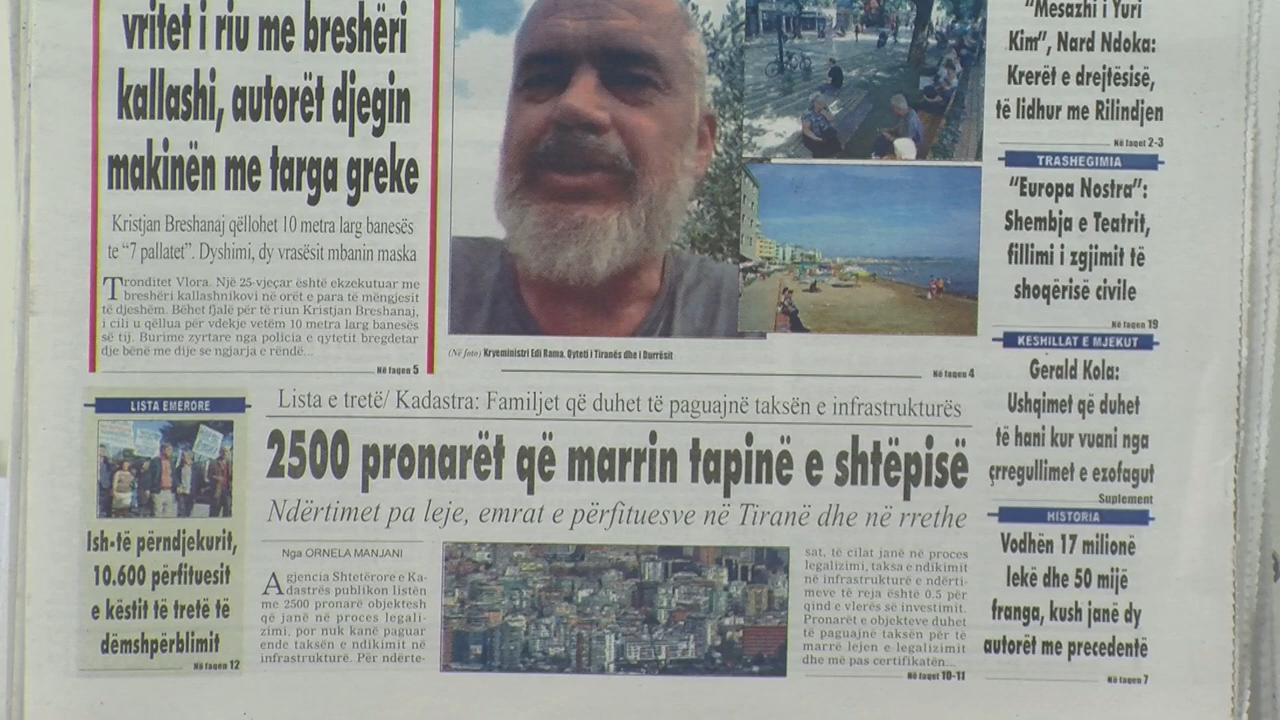 vritet i riu me breshëri
kallashi, autorët djegin
makinën me targa greke
Kristjan Breshanaj qëllohet 10 metra larg banesës
te “7 pallatet”. Dyshimi, dy vrasësit mbanin maska
Tronditet Vlora. Një 25-vjeçar është ekzekutuar me
breshëri kallashnikovi në orët e para të mëngjesit
të djeshëm. Bëhet fjalë për të riun Kristjan Breshanaj,
i cili u qëllua për vdekje vetëm 10 metra larg banesës
së tij. Burime zyrtare nga policia e qytetit bregdetar
dje bënë me dije se ngjarja e rëndë...
Në faqen 5
(Në foto) Kryeministri Edi Rama, Qyteti i Tiranës dhe i Durrësit
Në faqen 4
“Mesazhi i Yuri
Kim”, Nard Ndoka:
Krerët e drejtësisë,
të lidhur me Rilindjen
Në faqet 2-3
TRASHEGIMIA
“Europa Nostra”:
Shembja e Teatrit,
fillimi i zgjimit të
shoqërisë civile
Në faqen 19
KESHILLAT E MJEKUT
Gerald Kola:
Ushqimet që duhet
të hani kur vuani nga
çrregullimet e ezofagut
Suplement
HISTORIA
Vodhën 17 milionë
lekë dhe 50 mijë
franga, kush janë dy
autorët me precedentë
Në faqen 7
LISTA EMERORE
Ish-të përndjekurit,
10.600 përfituesit
e këstit të tretë të
dëmshpërblimit
Në faqen 12
Lista e tretë/ Kadastra: Familjet që duhet të paguajnë taksën e infrastrukturës
2500 pronarët që marrin tapinë e shtëpisë
Ndërtimet pa leje, emrat e përfituesve në Tiranë dhe në rrethe
Nga ORNELA MANJANI
Agjencia Shtetërore e Ka-
dastrës publikon listën
me 2500 pronarë objektesh
që janë në proces legali-
zimi, por nuk kanë paguar
ende taksën e ndikimit në
infrastrukturë. Për ndërte-
sat, të cilat janë në proces
legalizimi, taksa e ndikimit
në infrastrukturë e ndërti-
meve të reja është 0.5 për
qind e vlerës së investimit.
Pronarët e objekteve duhet
të paguajnë taksën për të
marrë lejen e legalizimit
dhe më pas certifikatën...
Në faqet 10-11